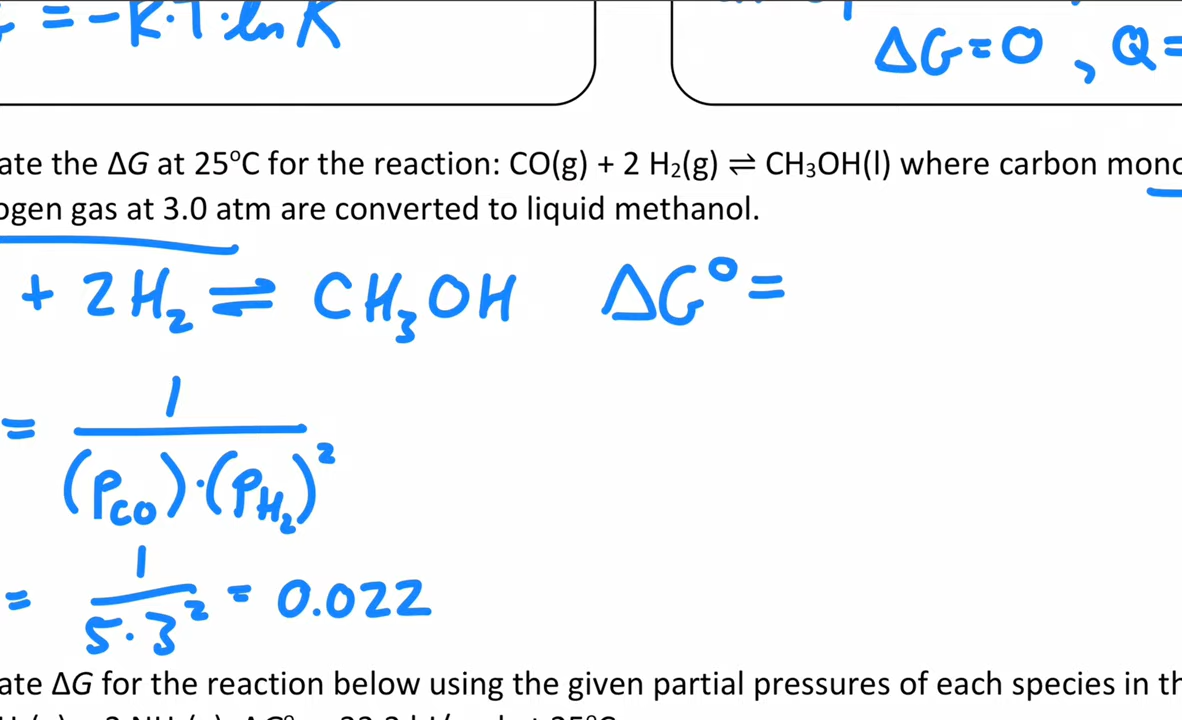 = -R·T·ln K
ΔG=0, Q=
ate the ΔG at 25°C for the reaction: CO(g) + 2 H₂(g) ⇌ CH₃OH(l) where carbon mono
ogen gas at 3.0 atm are converted to liquid methanol.
+ 2H₂ ⇌ CH₃OH ΔG° =
= 1
(P_CO)·(P_H₂)²
= 1/5·3² = 0.022
ate ΔG for the reaction below using the given partial pressures of each species in th